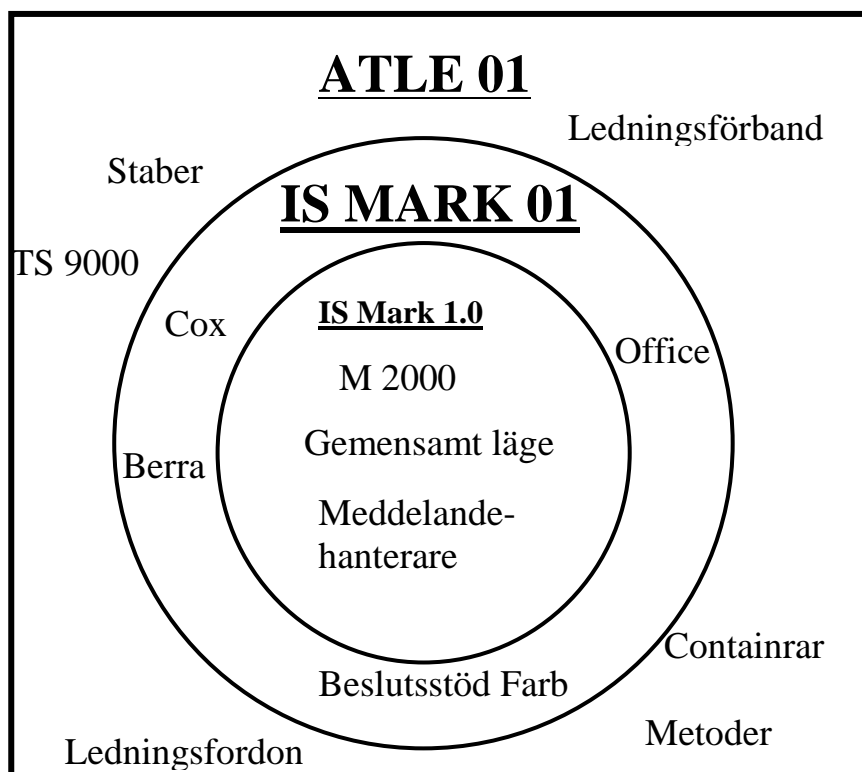 ATLE 01
Ledningsförband
Staber
IS MARK 01
TS 9000
Cox
IS Mark 1.0
Office
M 2000
Gemensamt läge
Berra
Meddelande-
hanterare
Containrar
Beslutsstöd Farb
Metoder
Ledningsfordon